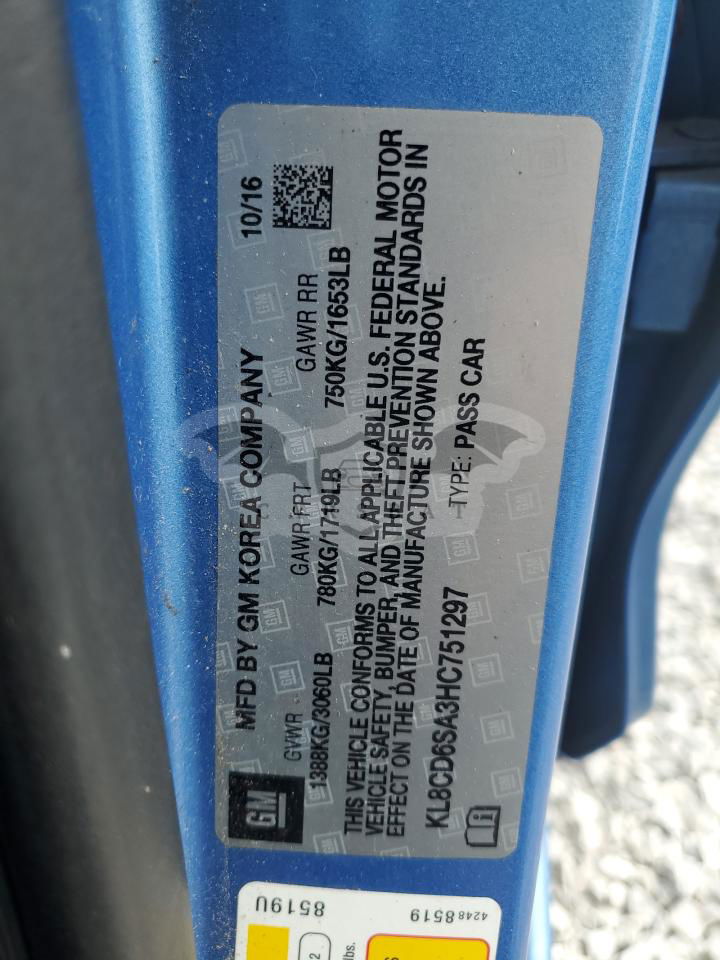 MFD BY GM KOREA COMPANY 10/16
GVWR GAWR FRT GAWR RR
1388KG/3060LB 780KG/1719LB 750KG/1653LB
THIS VEHICLE CONFORMS TO ALL APPLICABLE U.S. FEDERAL MOTOR
VEHICLE SAFETY, BUMPER, AND THEFT PREVENTION STANDARDS IN
EFFECT ON THE DATE OF MANUFACTURE SHOWN ABOVE.
KL8CD6SA3HC751297 TYPE: PASS CAR
GM
8519U
42488519
2
lbs.